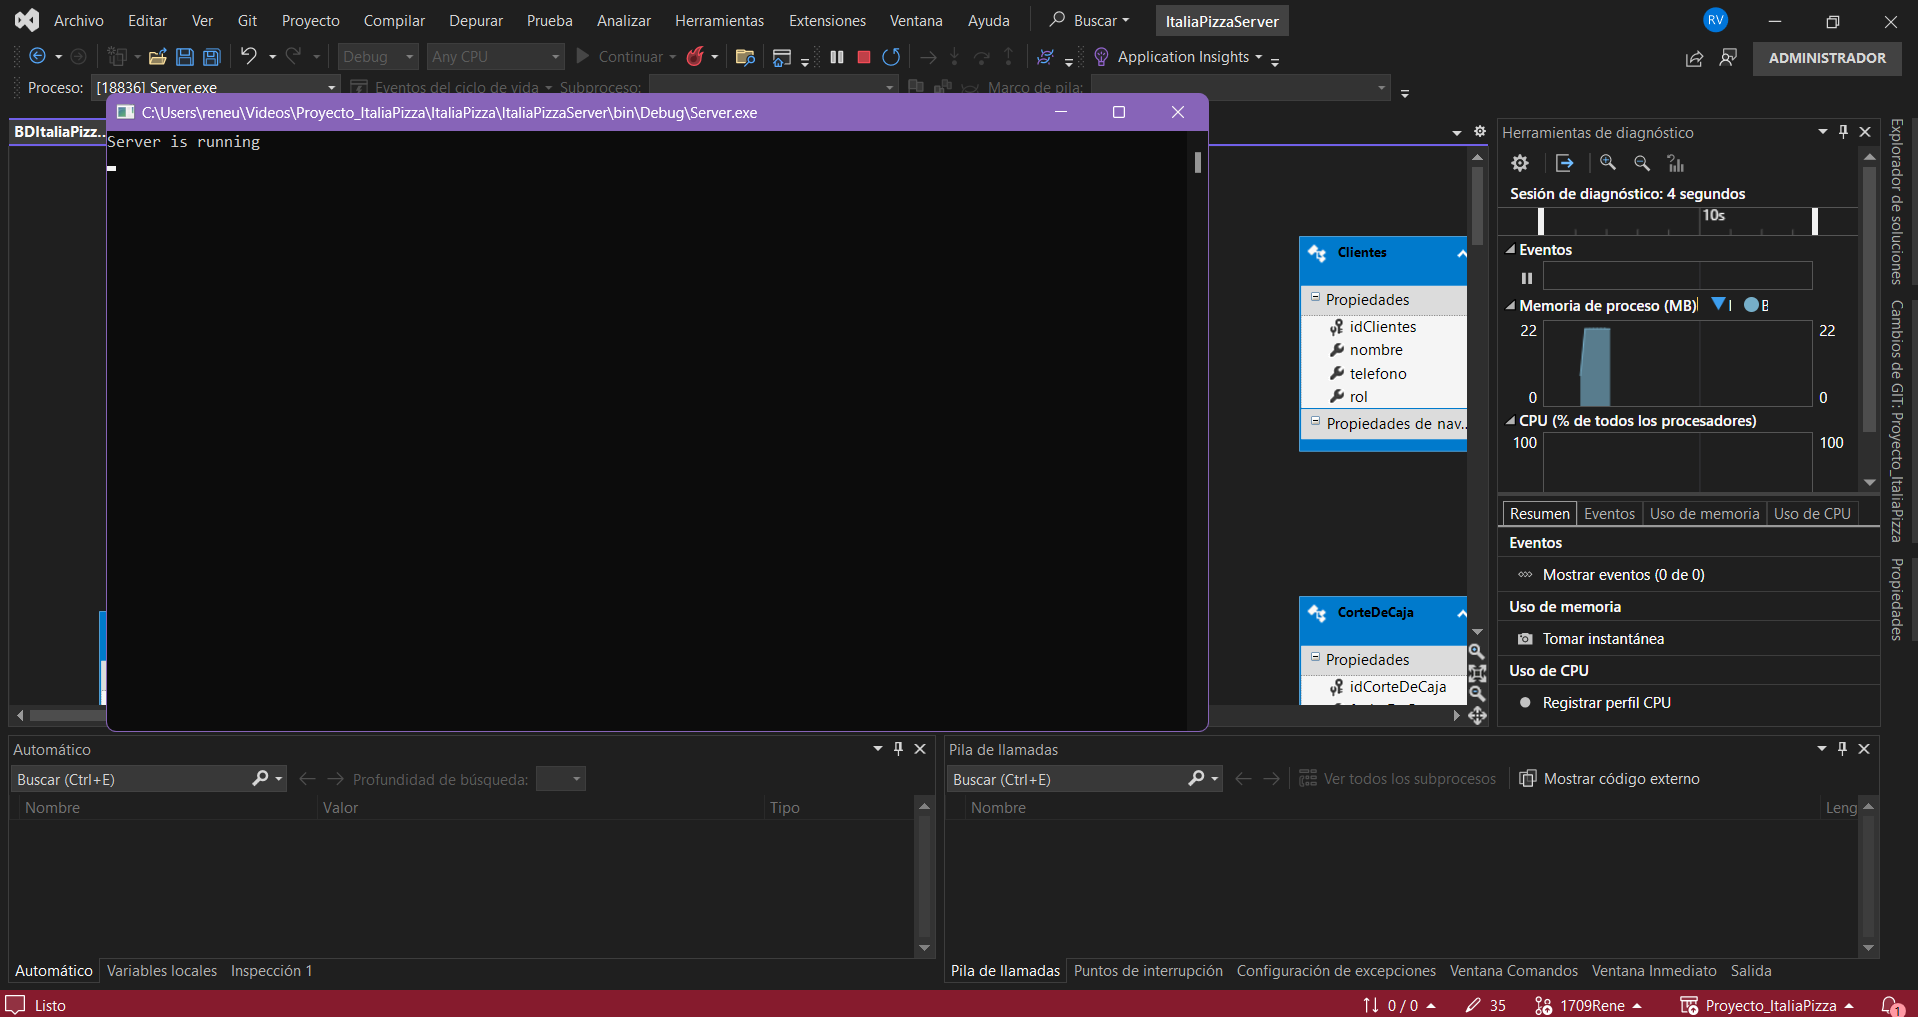 Archivo Editar Ver Git Proyecto Compilar Depurar Prueba Analizar Herramientas Extensiones Ventana Ayuda Buscar ItaliaPizzaServer RV
Debug Any CPU Continuar Application Insights ADMINISTRADOR
Proceso: [18836] Server.exe Eventos del ciclo de vida Subproceso: Marco de pila:
C:\Users\reneu\Videos\Proyecto_ItaliaPizza\ItaliaPizza\ItaliaPizzaServer\bin\Debug\Server.exe
Server is running
BDItaliaPizz...
Clientes
Propiedades
idClientes
nombre
telefono
rol
Propiedades de nav...
CorteDeCaja
Propiedades
idCorteDeCaja
Herramientas de diagnóstico
Sesión de diagnóstico: 4 segundos
10s
Eventos
Memoria de proceso (MB) I B
22 22
0 0
CPU (% de todos los procesadores)
100 100
Resumen Eventos Uso de memoria Uso de CPU
Eventos
Mostrar eventos (0 de 0)
Uso de memoria
Tomar instantánea
Uso de CPU
Registrar perfil CPU
Explorador de soluciones
Cambios de GIT: Proyecto_ItaliaPizza
Propiedades
Automático
Buscar (Ctrl+E) Profundidad de búsqueda:
Nombre Valor Tipo
Automático Variables locales Inspección 1
Pila de llamadas
Buscar (Ctrl+E) Ver todos los subprocesos Mostrar código externo
Nombre Leng
Pila de llamadas Puntos de interrupción Configuración de excepciones Ventana Comandos Ventana Inmediato Salida
Listo 0 / 0 35 1709Rene Proyecto_ItaliaPizza 1